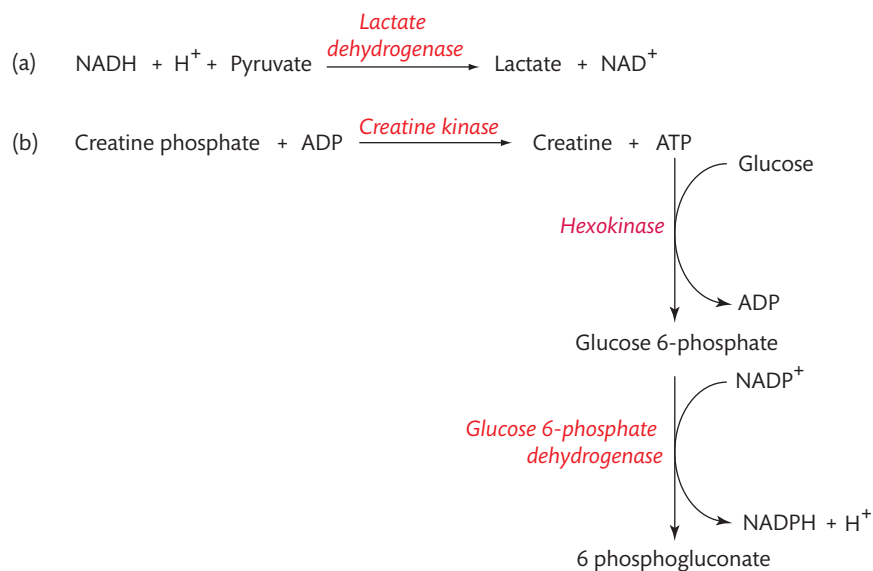 Lactate
dehydrogenase
(a) NADH + H+ + Pyruvate Lactate + NAD+
(b) Creatine phosphate + ADP Creatine kinase Creatine + ATP
Glucose
Hexokinase
ADP
Glucose 6-phosphate
NADP+
Glucose 6-phosphate
dehydrogenase
NADPH + H+
6 phosphogluconate